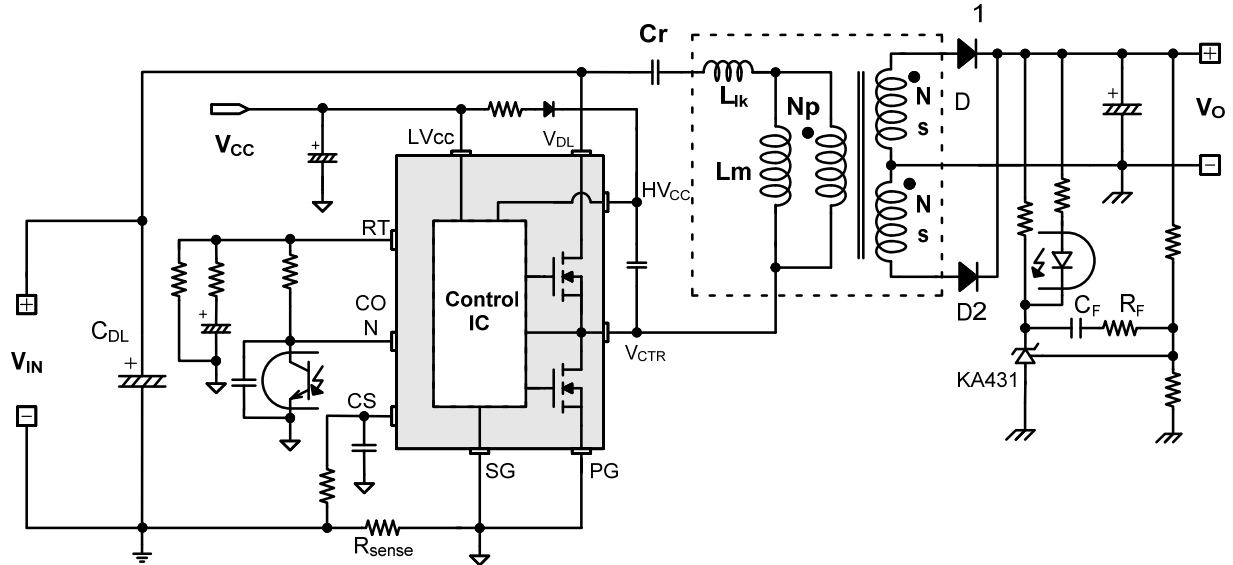 1
Cr
Llk
Np
N
s
D
VO
+
-
VCC
+
LVCC
VDL
HVCC
Lm
N
s
RT
+
CO
N
Control
IC
CDL
+
VIN
-
+
VCTR
D2
CF
RF
KA431
CS
SG
PG
Rsense
+